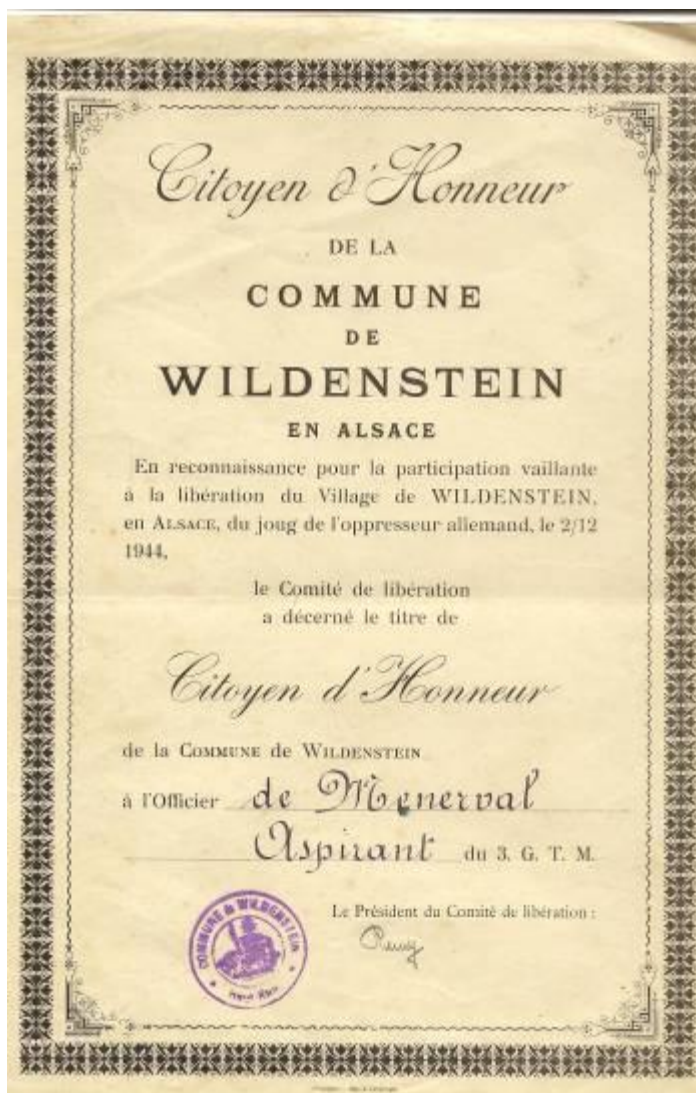 Citoyen d'Honneur
DE LA
COMMUNE
DE
WILDENSTEIN
EN ALSACE
En reconnaissance pour la participation vaillante
à la libération du Village de WILDENSTEIN,
en ALSACE, du joug de l'oppresseur allemand, le 2/12
1944,
le Comité de libération
a décerné le titre de
Citoyen d'Honneur
de la COMMUNE de WILDENSTEIN
à l'Officier de Menerval
Aspirant du 3. G. T. M.
Le Président du Comité de libération :
COMMUNE de WILDENSTEIN